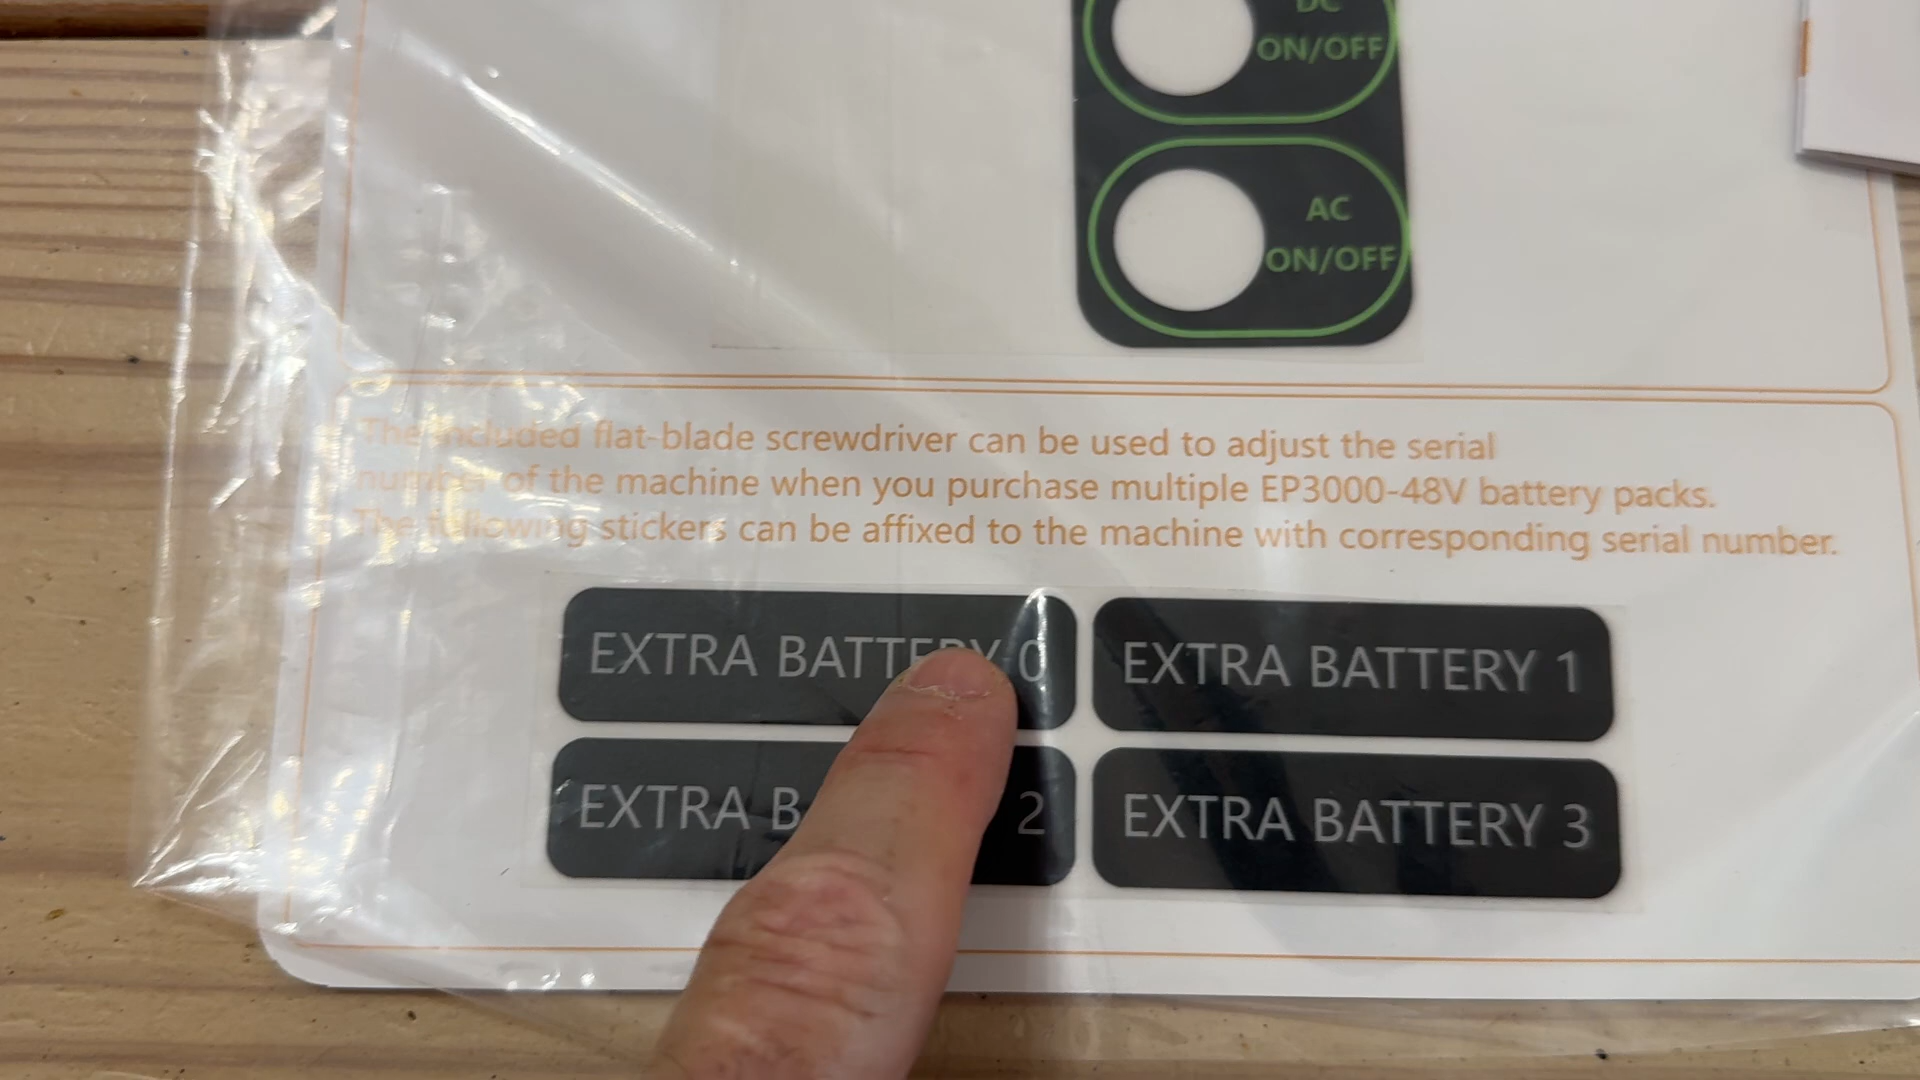 DC
ON/OFF
AC
ON/OFF
The included flat-blade screwdriver can be used to adjust the serial
number of the machine when you purchase multiple EP3000-48V battery packs.
The following stickers can be affixed to the machine with corresponding serial number.
EXTRA BATTERY 0
EXTRA BATTERY 1
EXTRA B 2
EXTRA BATTERY 3